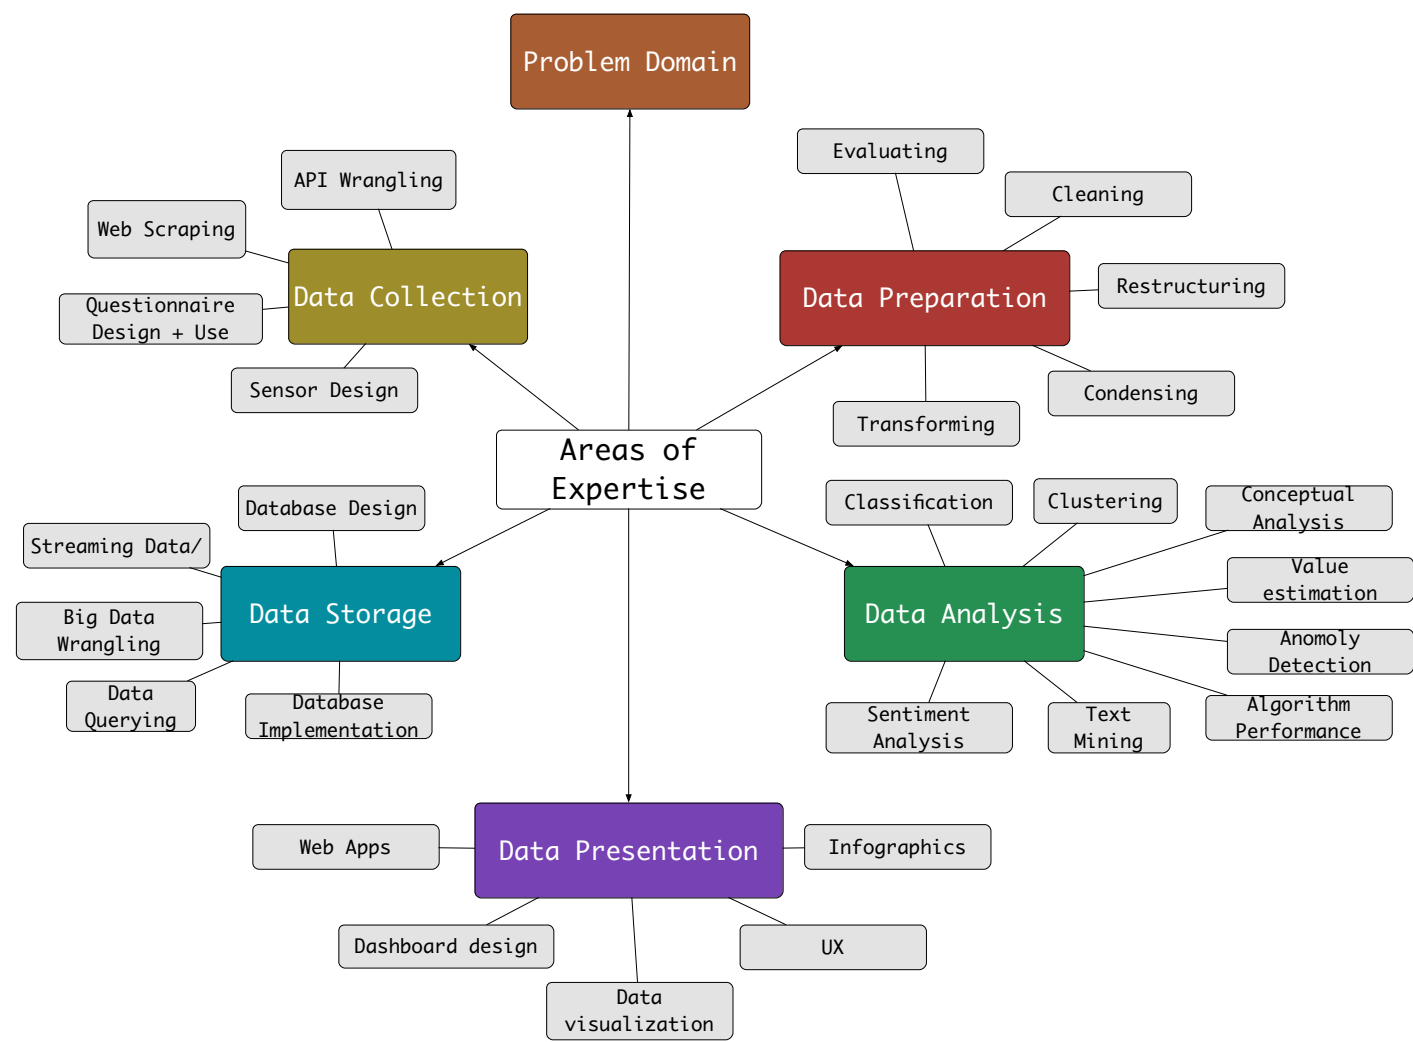 Problem Domain
Evaluating
API Wrangling
Cleaning
Web Scraping
Data Collection
Data Preparation
Restructuring
Questionnaire
Design + Use
Sensor Design
Condensing
Transforming
Areas of
Expertise
Database Design
Classification
Clustering
Conceptual
Analysis
Streaming Data/
Value
estimation
Data Storage
Data Analysis
Big Data
Wrangling
Anomoly
Detection
Data
Querying
Database
Implementation
Sentiment
Analysis
Text
Mining
Algorithm
Performance
Web Apps
Data Presentation
Infographics
Dashboard design
UX
Data
visualization